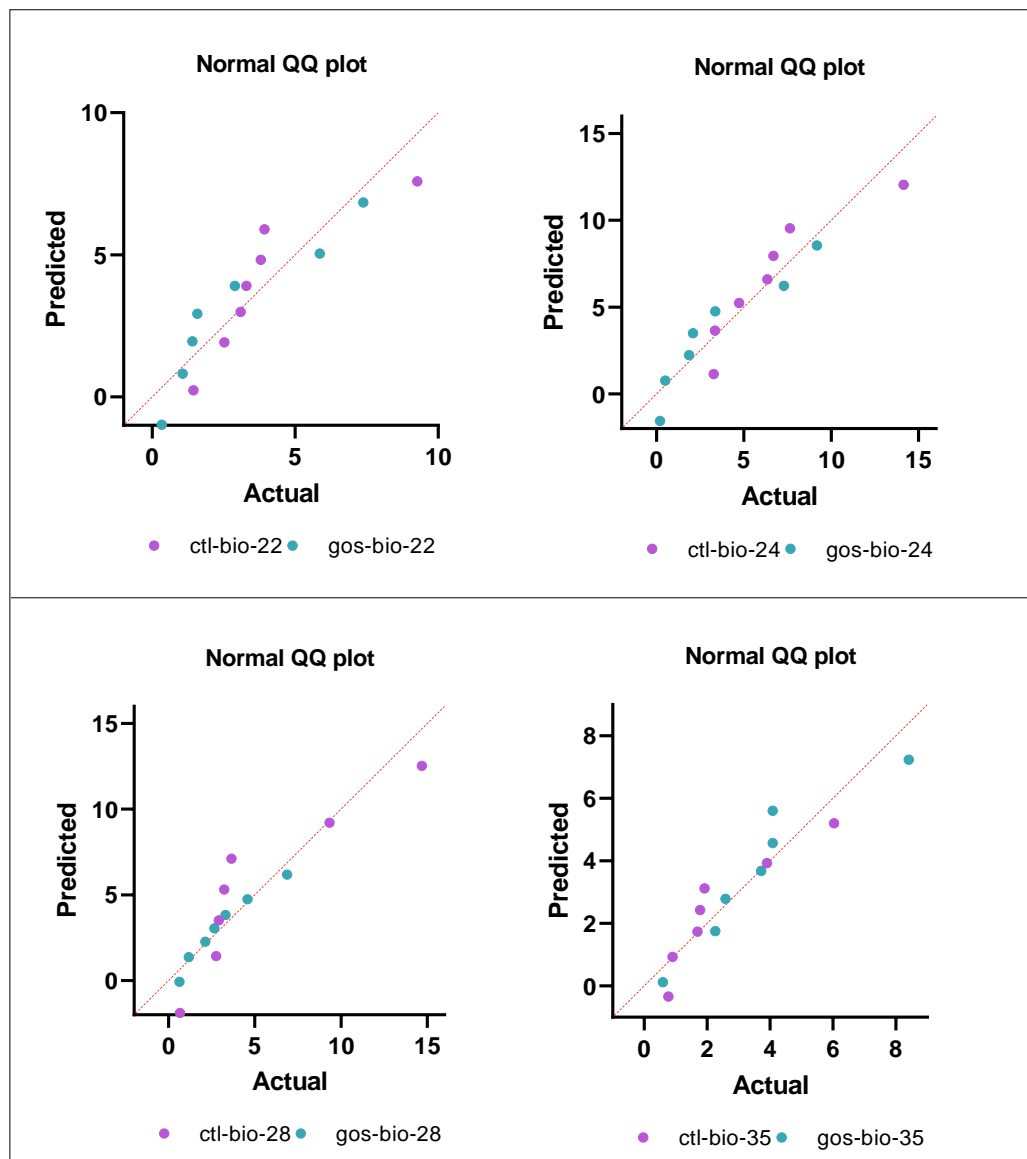 Normal QQ plot
10
5
0
Predicted
0 5 10
Actual
ctl-bio-22 gos-bio-22
Normal QQ plot
15
10
5
0
Predicted
0 5 10 15
Actual
ctl-bio-24 gos-bio-24
Normal QQ plot
15
10
5
0
Predicted
0 5 10 15
Actual
ctl-bio-28 gos-bio-28
Normal QQ plot
8
6
4
2
0
Predicted
0 2 4 6 8
Actual
ctl-bio-35 gos-bio-35